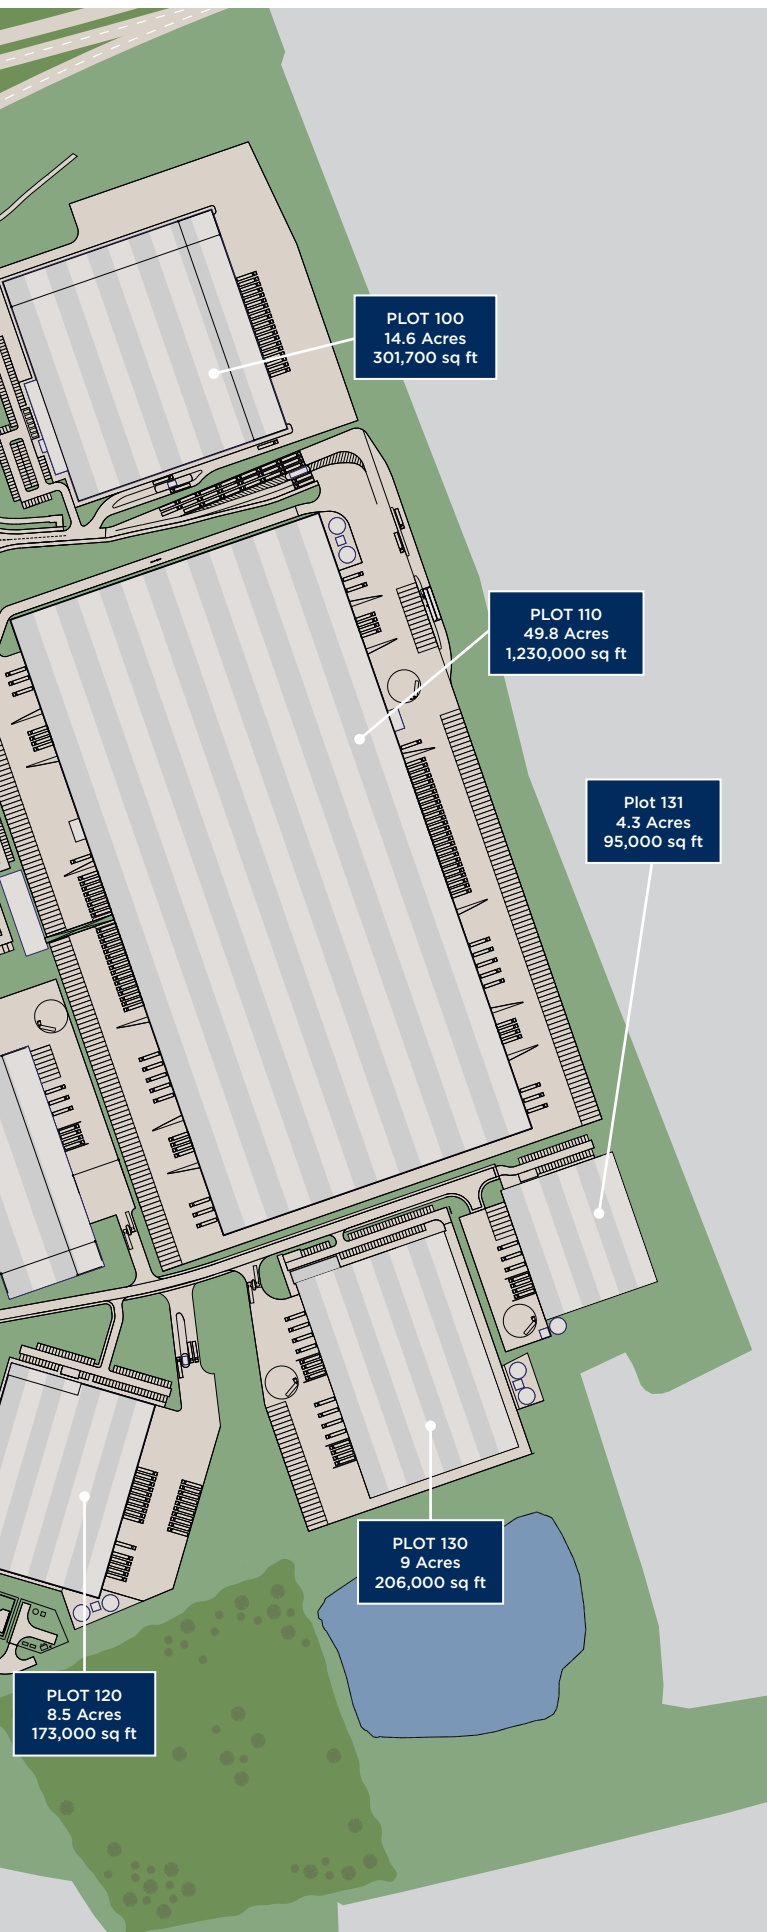 PLOT 100
14.6 Acres
301,700 sq ft
PLOT 110
49.8 Acres
1,230,000 sq ft
Plot 131
4.3 Acres
95,000 sq ft
PLOT 130
9 Acres
206,000 sq ft
PLOT 120
8.5 Acres
173,000 sq ft